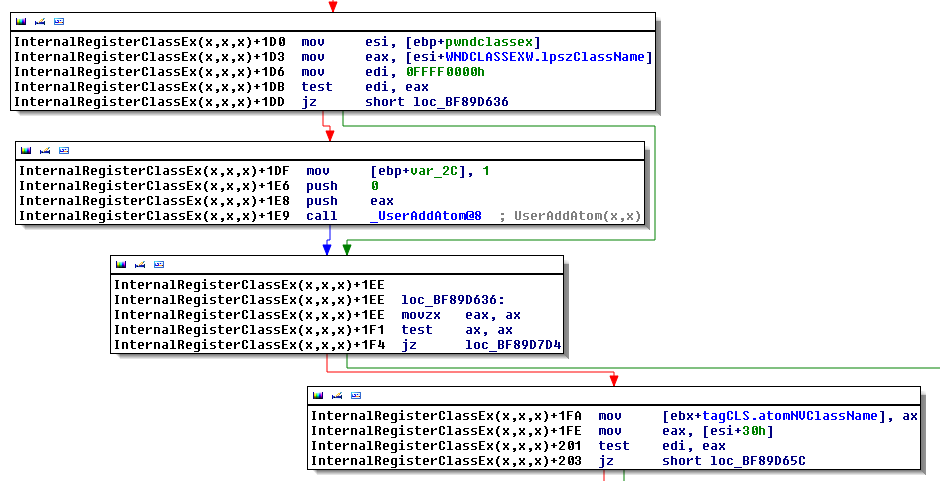 InternalRegisterClassEx(x,x,x)+1D0 mov esi, [ebp+pwndclassex]
InternalRegisterClassEx(x,x,x)+1D3 mov eax, [esi+WNDCLASSEXW.lpszClassName]
InternalRegisterClassEx(x,x,x)+1D6 mov edi, 0FFFF0000h
InternalRegisterClassEx(x,x,x)+1DB test edi, eax
InternalRegisterClassEx(x,x,x)+1DD jz short loc_BF89D636
InternalRegisterClassEx(x,x,x)+1DF mov [ebp+var_2C], 1
InternalRegisterClassEx(x,x,x)+1E6 push 0
InternalRegisterClassEx(x,x,x)+1E8 push eax
InternalRegisterClassEx(x,x,x)+1E9 call _UserAddAtom@8 ; UserAddAtom(x,x)
InternalRegisterClassEx(x,x,x)+1EE
InternalRegisterClassEx(x,x,x)+1EE loc_BF89D636:
InternalRegisterClassEx(x,x,x)+1EE movzx eax, ax
InternalRegisterClassEx(x,x,x)+1F1 test ax, ax
InternalRegisterClassEx(x,x,x)+1F4 jz loc_BF89D7D4
InternalRegisterClassEx(x,x,x)+1FA mov [ebx+tagCLS.atomNVClassName], ax
InternalRegisterClassEx(x,x,x)+1FE mov eax, [esi+30h]
InternalRegisterClassEx(x,x,x)+201 test edi, eax
InternalRegisterClassEx(x,x,x)+203 jz short loc_BF89D65C